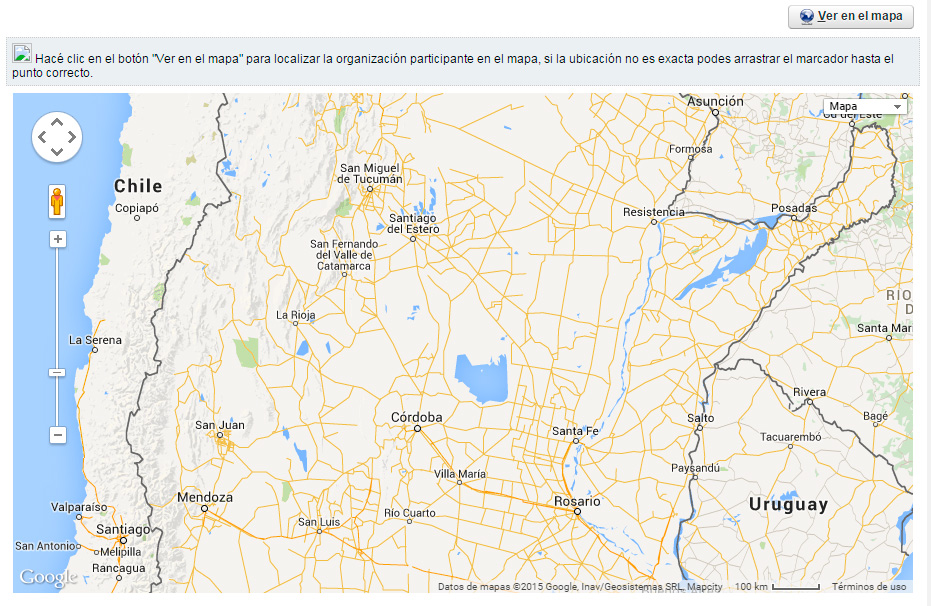 Ver en el mapa
Hacé clic en el botón "Ver en el mapa" para localizar la organización participante en el mapa, si la ubicación no es exacta podes arrastrar el marcador hasta el
punto correcto.
Asunción
Mapa
Cd del Este
Formosa
San Miguel
de Tucumán
Chile
Copiapó
Santiago
del Estero
Resistencia
Posadas
San Fernando
del Valle de
Catamarca
RIO
D
La Rioja
Santa Mar
La Serena
Rivera
Córdoba
Salto
Bagé
San Juan
Santa Fe
Tacuarembó
Paysandú
Villa María
Mendoza
Rosario
Uruguay
Valparaíso
Río Cuarto
San Luis
Santiago
San Antonio
Melipilla
Rancagua
Google
Datos de mapas ©2015 Google, Inav/Geosistemas SRL, Mapcity
100 km
Términos de uso